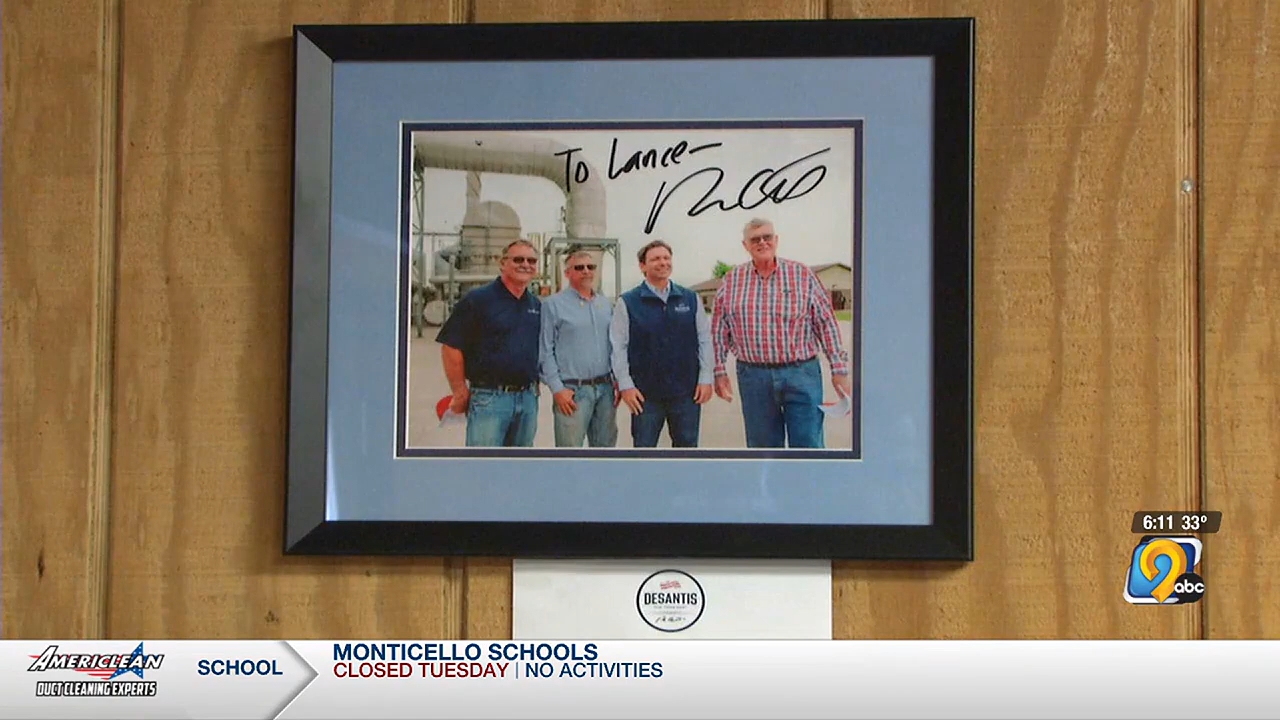 To Lance-
DESANTIS
6:11 33°
9
abc
AMERICLEAN
DUCT CLEANING EXPERTS
SCHOOL
MONTICELLO SCHOOLS
CLOSED TUESDAY | NO ACTIVITIES